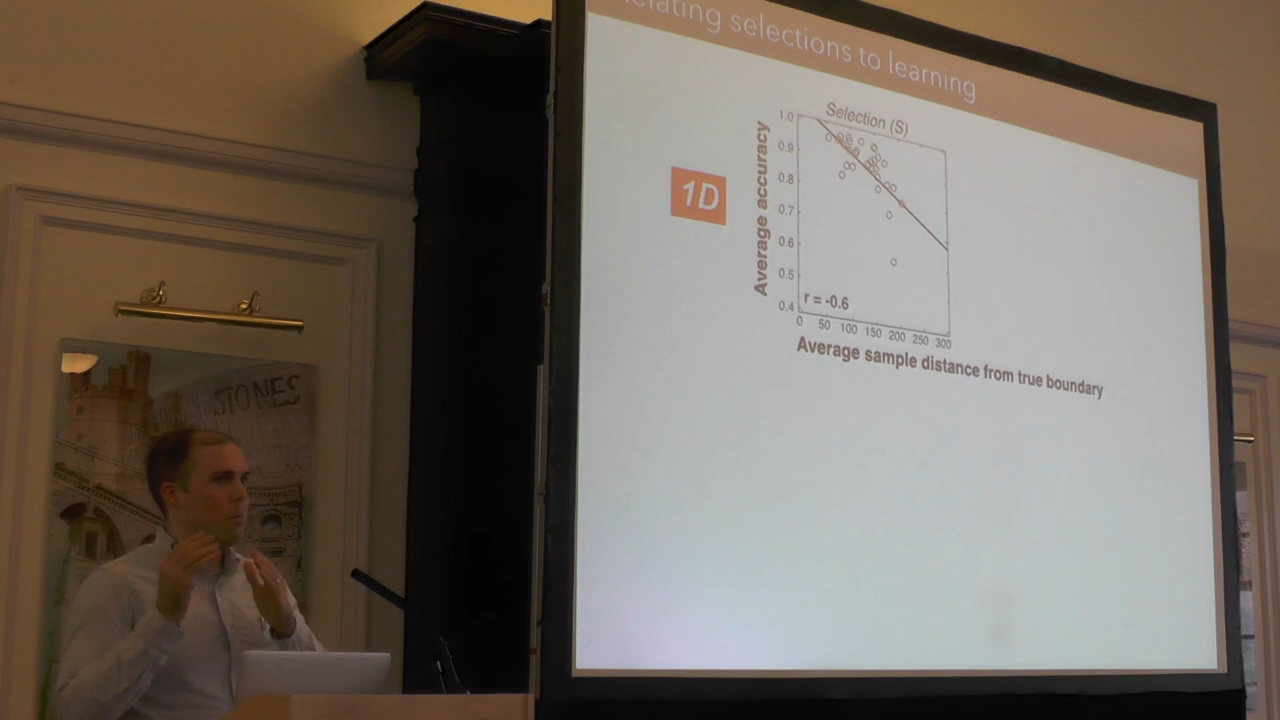 elating selections to learning
Selection (S)
1D
Average accuracy
1.0
0.9
0.8
0.7
0.6
0.5
0.4
r = -0.6
0 50 100 150 200 250 300
Average sample distance from true boundary
STONES